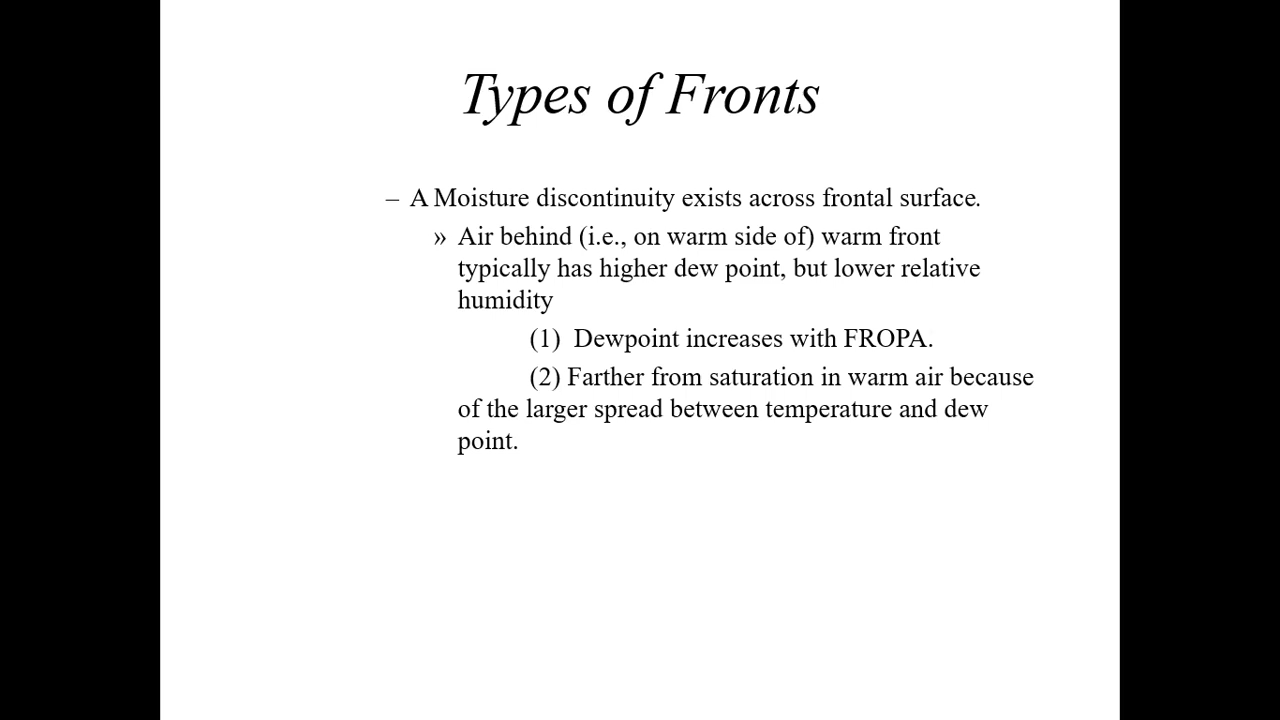 Types of Fronts
– A Moisture discontinuity exists across frontal surface.
» Air behind (i.e., on warm side of) warm front
typically has higher dew point, but lower relative
humidity
(1) Dewpoint increases with FROPA.
(2) Farther from saturation in warm air because
of the larger spread between temperature and dew
point.